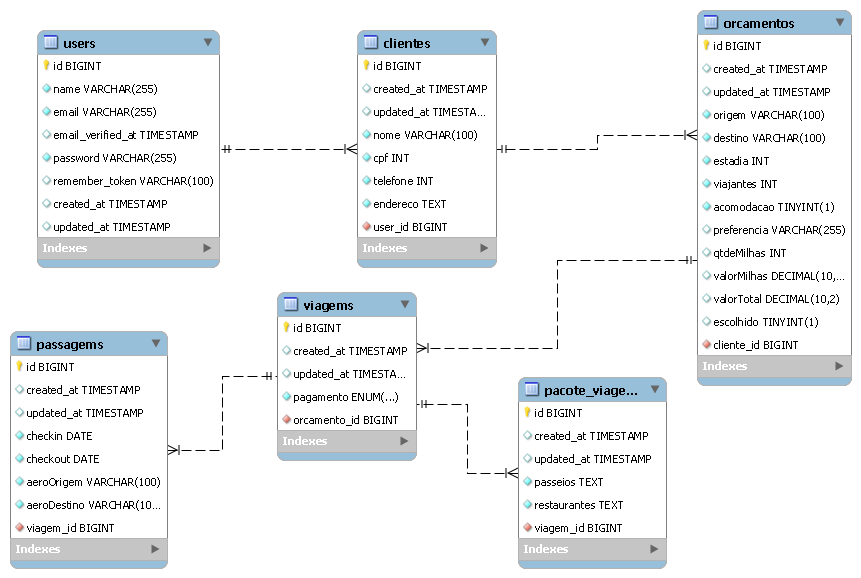 users
id BIGINT
name VARCHAR(255)
email VARCHAR(255)
email_verified_at TIMESTAMP
password VARCHAR(255)
remember_token VARCHAR(100)
created_at TIMESTAMP
updated_at TIMESTAMP
Indexes
clientes
id BIGINT
created_at TIMESTAMP
updated_at TIMESTA...
nome VARCHAR(100)
cpf INT
telefone INT
endereco TEXT
user_id BIGINT
Indexes
orcamentos
id BIGINT
created_at TIMESTAMP
updated_at TIMESTAMP
origem VARCHAR(100)
destino VARCHAR(100)
estadia INT
viajantes INT
acomodacao TINYINT(1)
preferencia VARCHAR(255)
qtdeMilhas INT
valorMilhas DECIMAL(10,...
valorTotal DECIMAL(10,2)
escolhido TINYINT(1)
cliente_id BIGINT
Indexes
viagems
id BIGINT
created_at TIMESTAMP
updated_at TIMESTA...
pagamento ENUM(...)
orcamento_id BIGINT
Indexes
passagems
id BIGINT
created_at TIMESTAMP
updated_at TIMESTAMP
checkin DATE
checkout DATE
aeroOrigem VARCHAR(100)
aeroDestino VARCHAR(10...
viagem_id BIGINT
Indexes
pacote_viage...
id BIGINT
created_at TIMESTAMP
updated_at TIMESTAMP
passeios TEXT
restaurantes TEXT
viagem_id BIGINT
Indexes